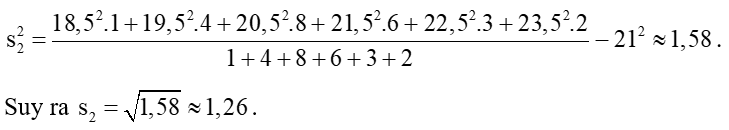 s₂² = (18,5².1 + 19,5².4 + 20,5².8 + 21,5².6 + 22,5².3 + 23,5².2) / (1 + 4 + 8 + 6 + 3 + 2) − 21² ≈ 1,58 .
Suy ra s₂ = √1,58 ≈ 1,26 .